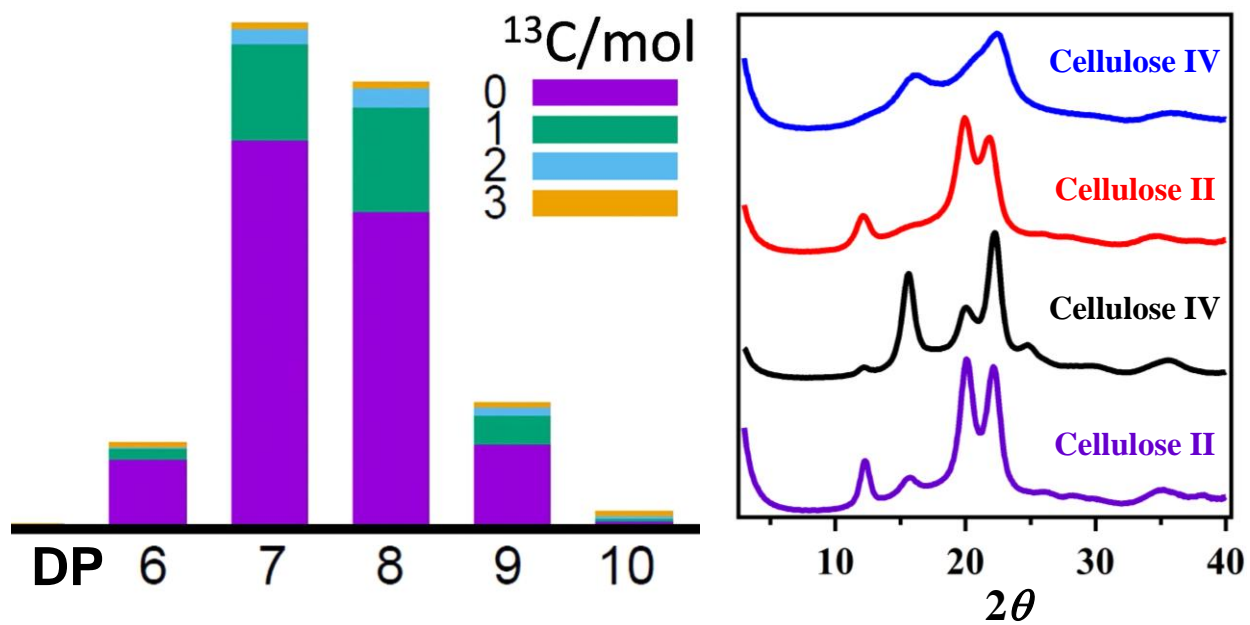 ¹³C/mol
0
1
2
3
DP 6 7 8 9 10
Cellulose IV
Cellulose II
Cellulose IV
Cellulose II
10 20 30 40
2θ